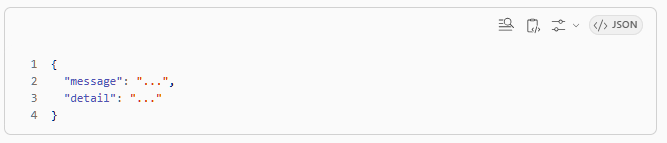 </> JSON
1 {
2   "message": "...",
3   "detail": "..."
4 }